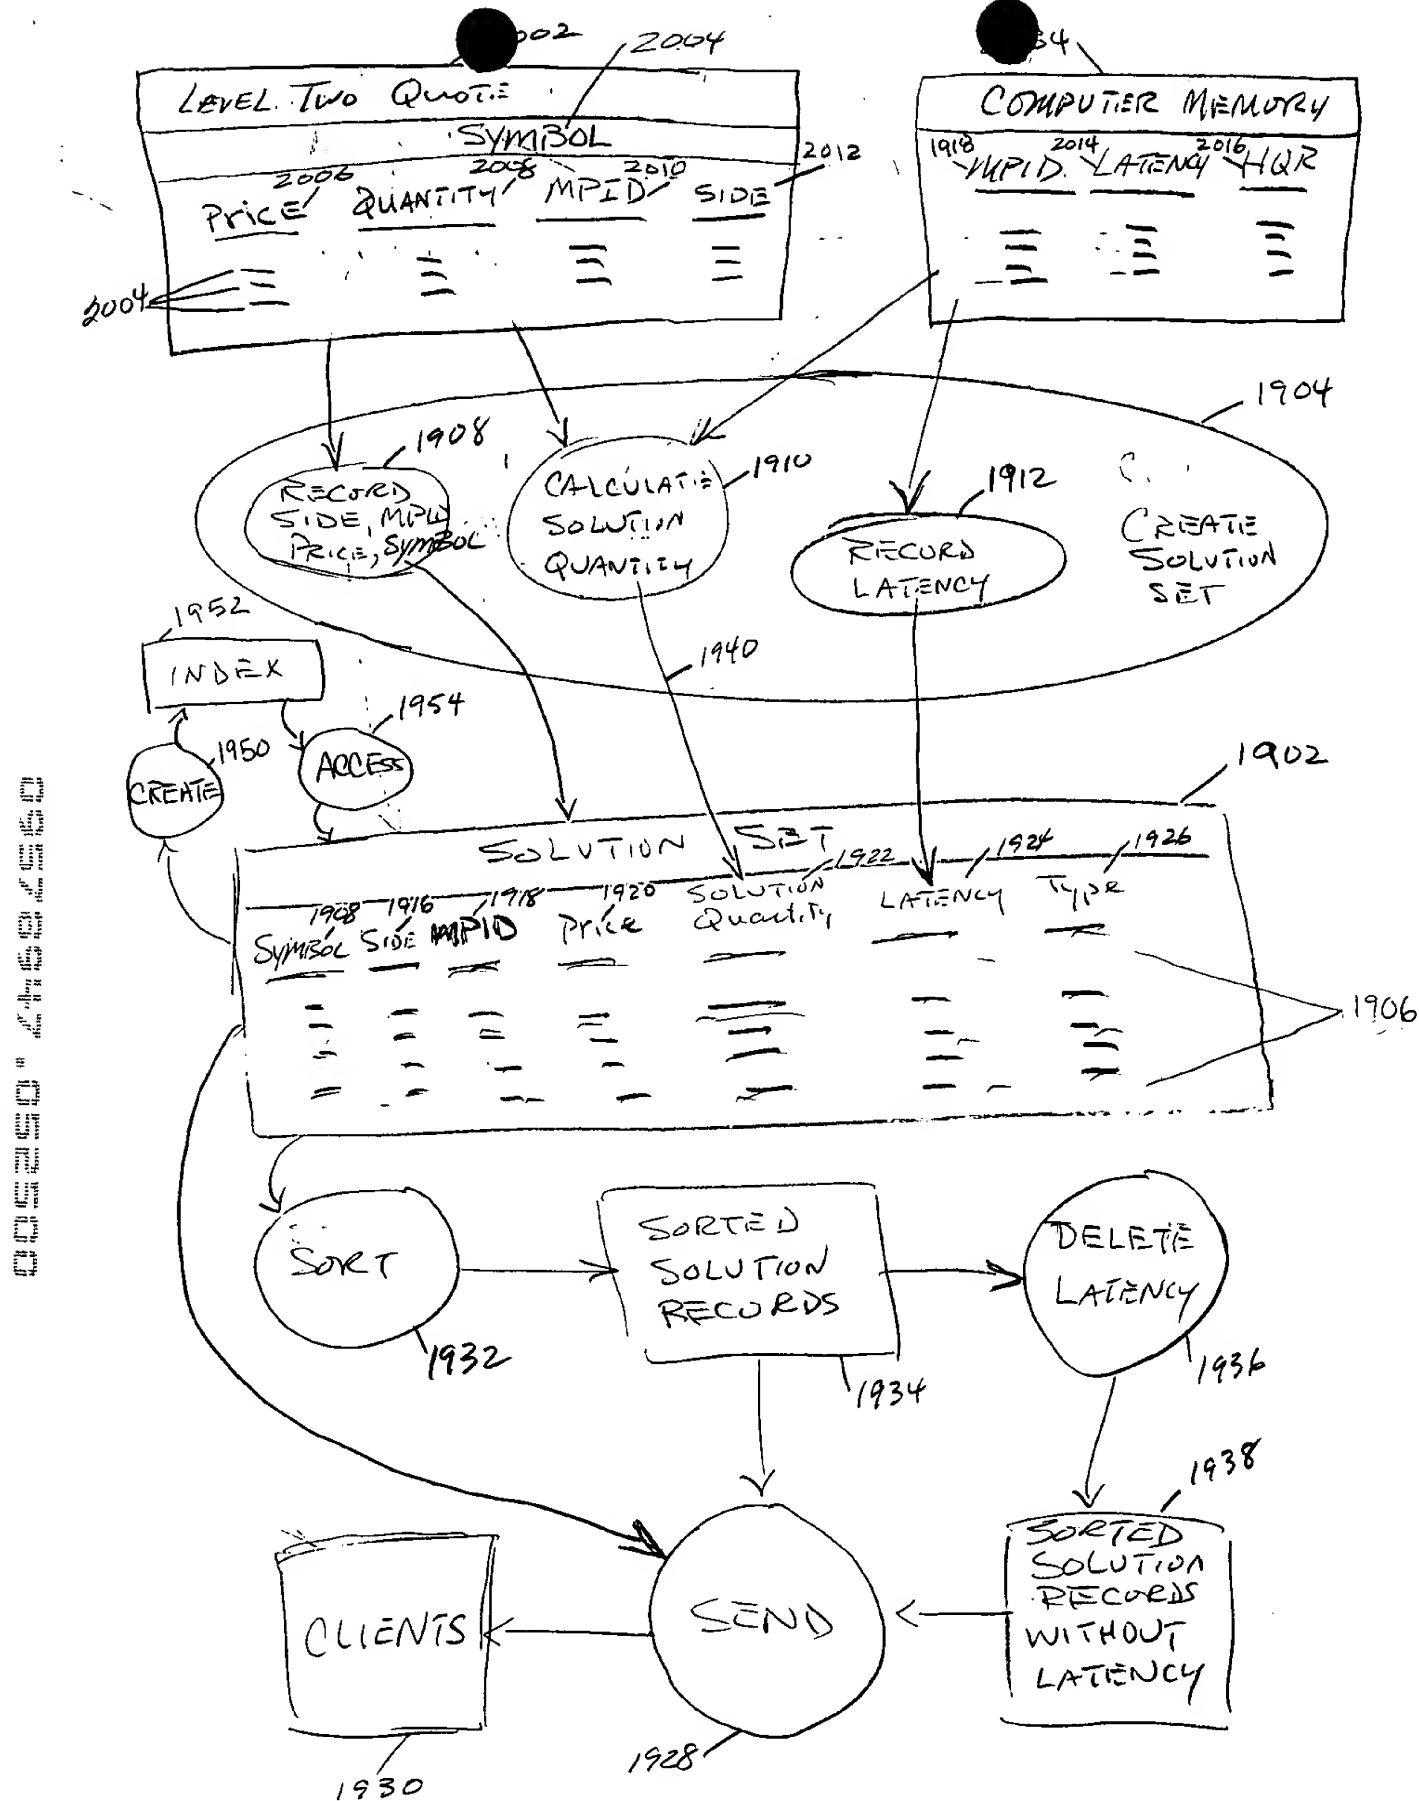 2004
LEVEL TWO QUOTE
COMPUTER MEMORY
SYMBOL
2006 2008 2010 2012
Price QUANTITY MPID SIDE
1918 2014 2016
MPID LATENCY HQR
2004
1904
1908
1910
1912
RECORD
SIDE, MPID
PRICE, SYMBOL
CALCULATE
SOLUTION
QUANTITY
RECORD
LATENCY
CREATE
SOLUTION
SET
1952
INDEX
1940
1954
1950
ACCESS
CREATE
1902
SOLUTION SET
1908 1916 1918 1920 1922 1924 1926
Symbol SIDE MPID Price SOLUTION Quantity LATENCY Type
1906
SORT
1932
SORTED
SOLUTION
RECORDS
1934
DELETE
LATENCY
1936
1938
SORTED
SOLUTION
RECORDS
WITHOUT
LATENCY
SEND
1928
CLIENTS
1930